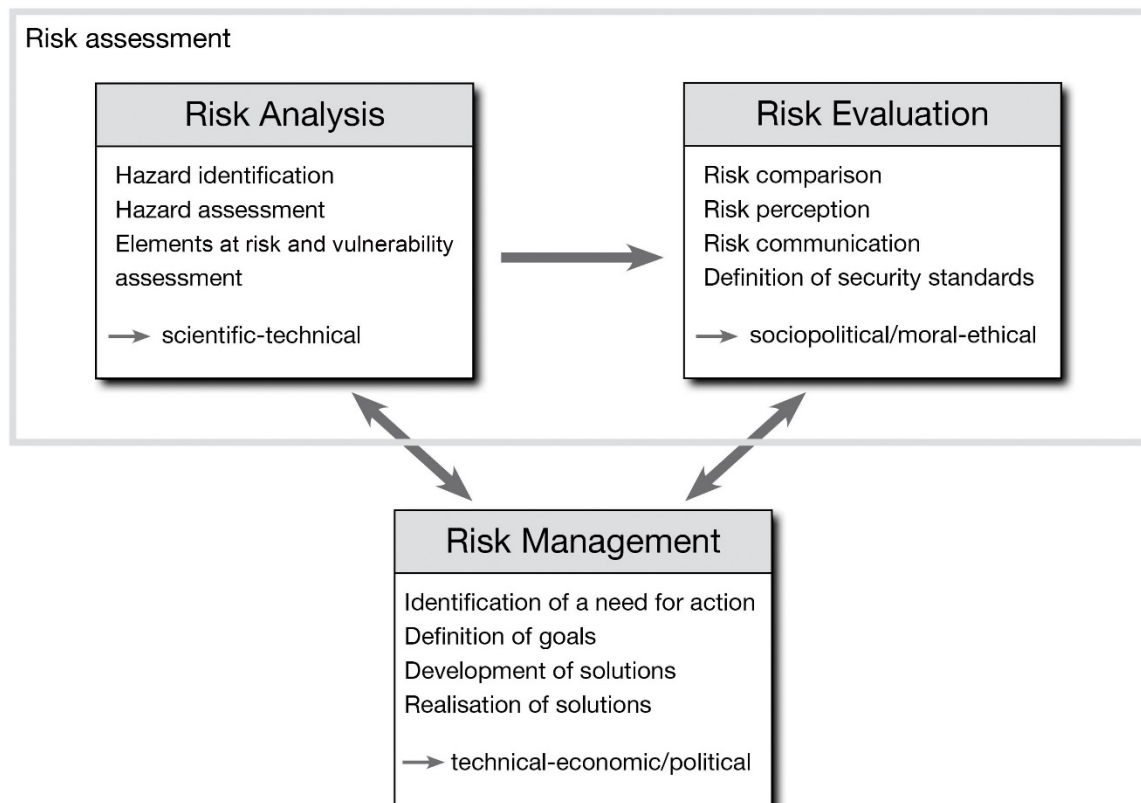 Risk assessment
Risk Analysis
Hazard identification
Hazard assessment
Elements at risk and vulnerability
assessment
scientific-technical
Risk Evaluation
Risk comparison
Risk perception
Risk communication
Definition of security standards
sociopolitical/moral-ethical
Risk Management
Identification of a need for action
Definition of goals
Development of solutions
Realisation of solutions
technical-economic/political